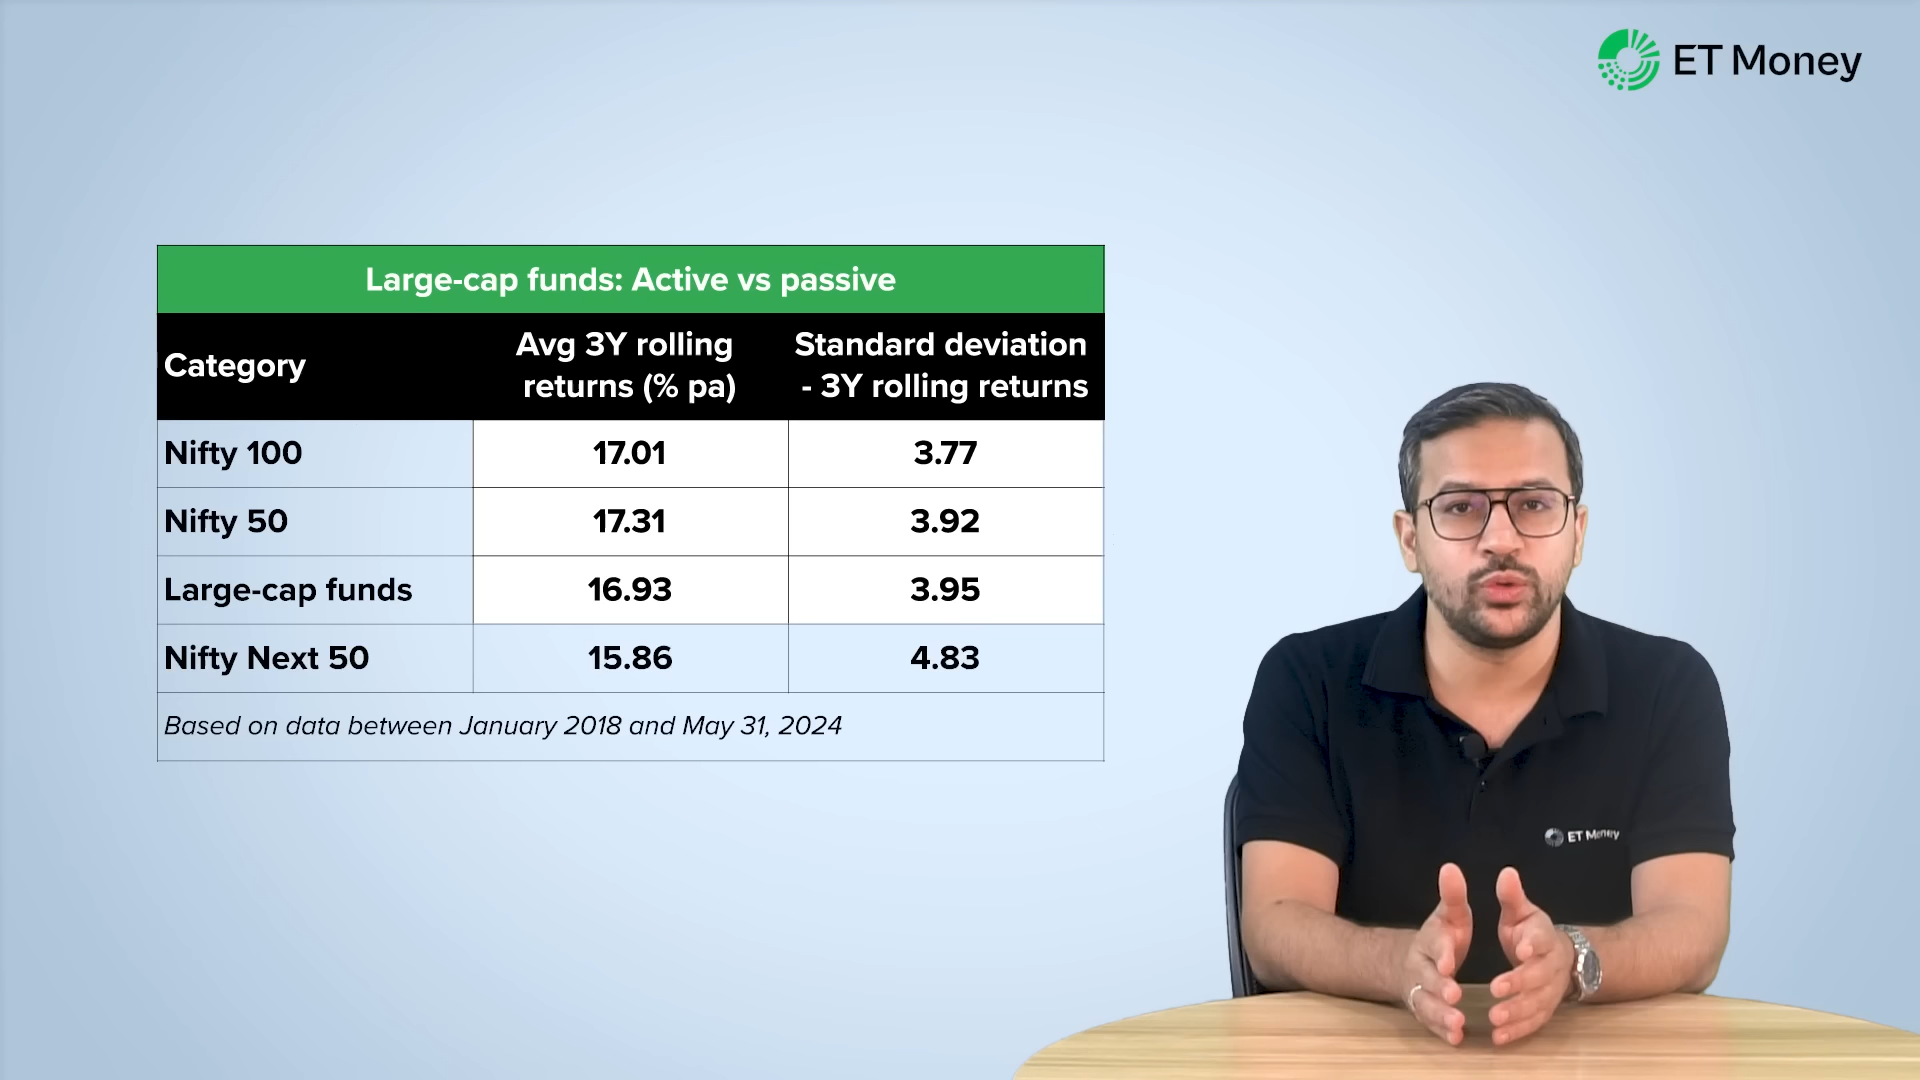 ET Money
Large-cap funds: Active vs passive
Category
Avg 3Y rolling
returns (% pa)
Standard deviation
- 3Y rolling returns
Nifty 100 17.01 3.77
Nifty 50 17.31 3.92
Large-cap funds 16.93 3.95
Nifty Next 50 15.86 4.83
Based on data between January 2018 and May 31, 2024
ET Money